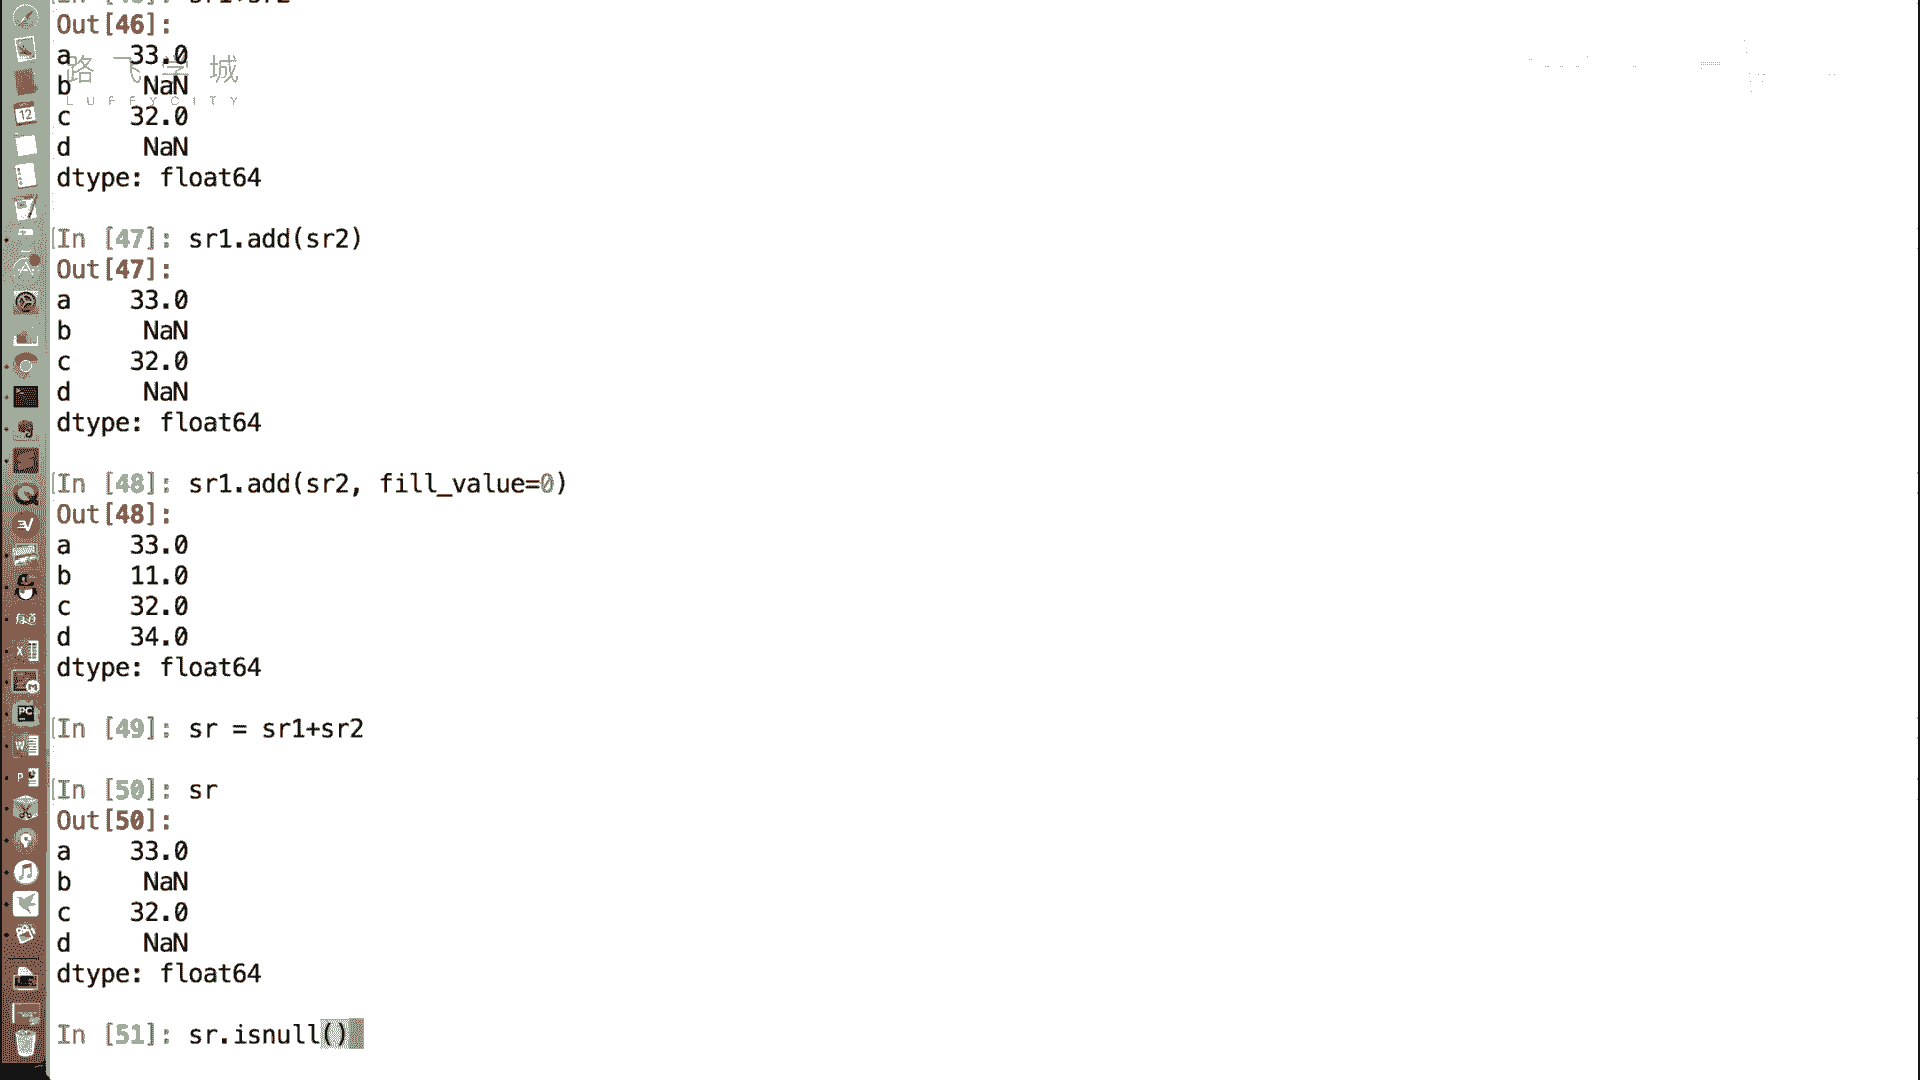 Out[46]:
a    33.0
b     NaN
c    32.0
d     NaN
dtype: float64
路飞学城
LUFFYCITY
In [47]: sr1.add(sr2)
Out[47]:
a    33.0
b     NaN
c    32.0
d     NaN
dtype: float64
In [48]: sr1.add(sr2, fill_value=0)
Out[48]:
a    33.0
b    11.0
c    32.0
d    34.0
dtype: float64
In [49]: sr = sr1+sr2
In [50]: sr
Out[50]:
a    33.0
b     NaN
c    32.0
d     NaN
dtype: float64
In [51]: sr.isnull()